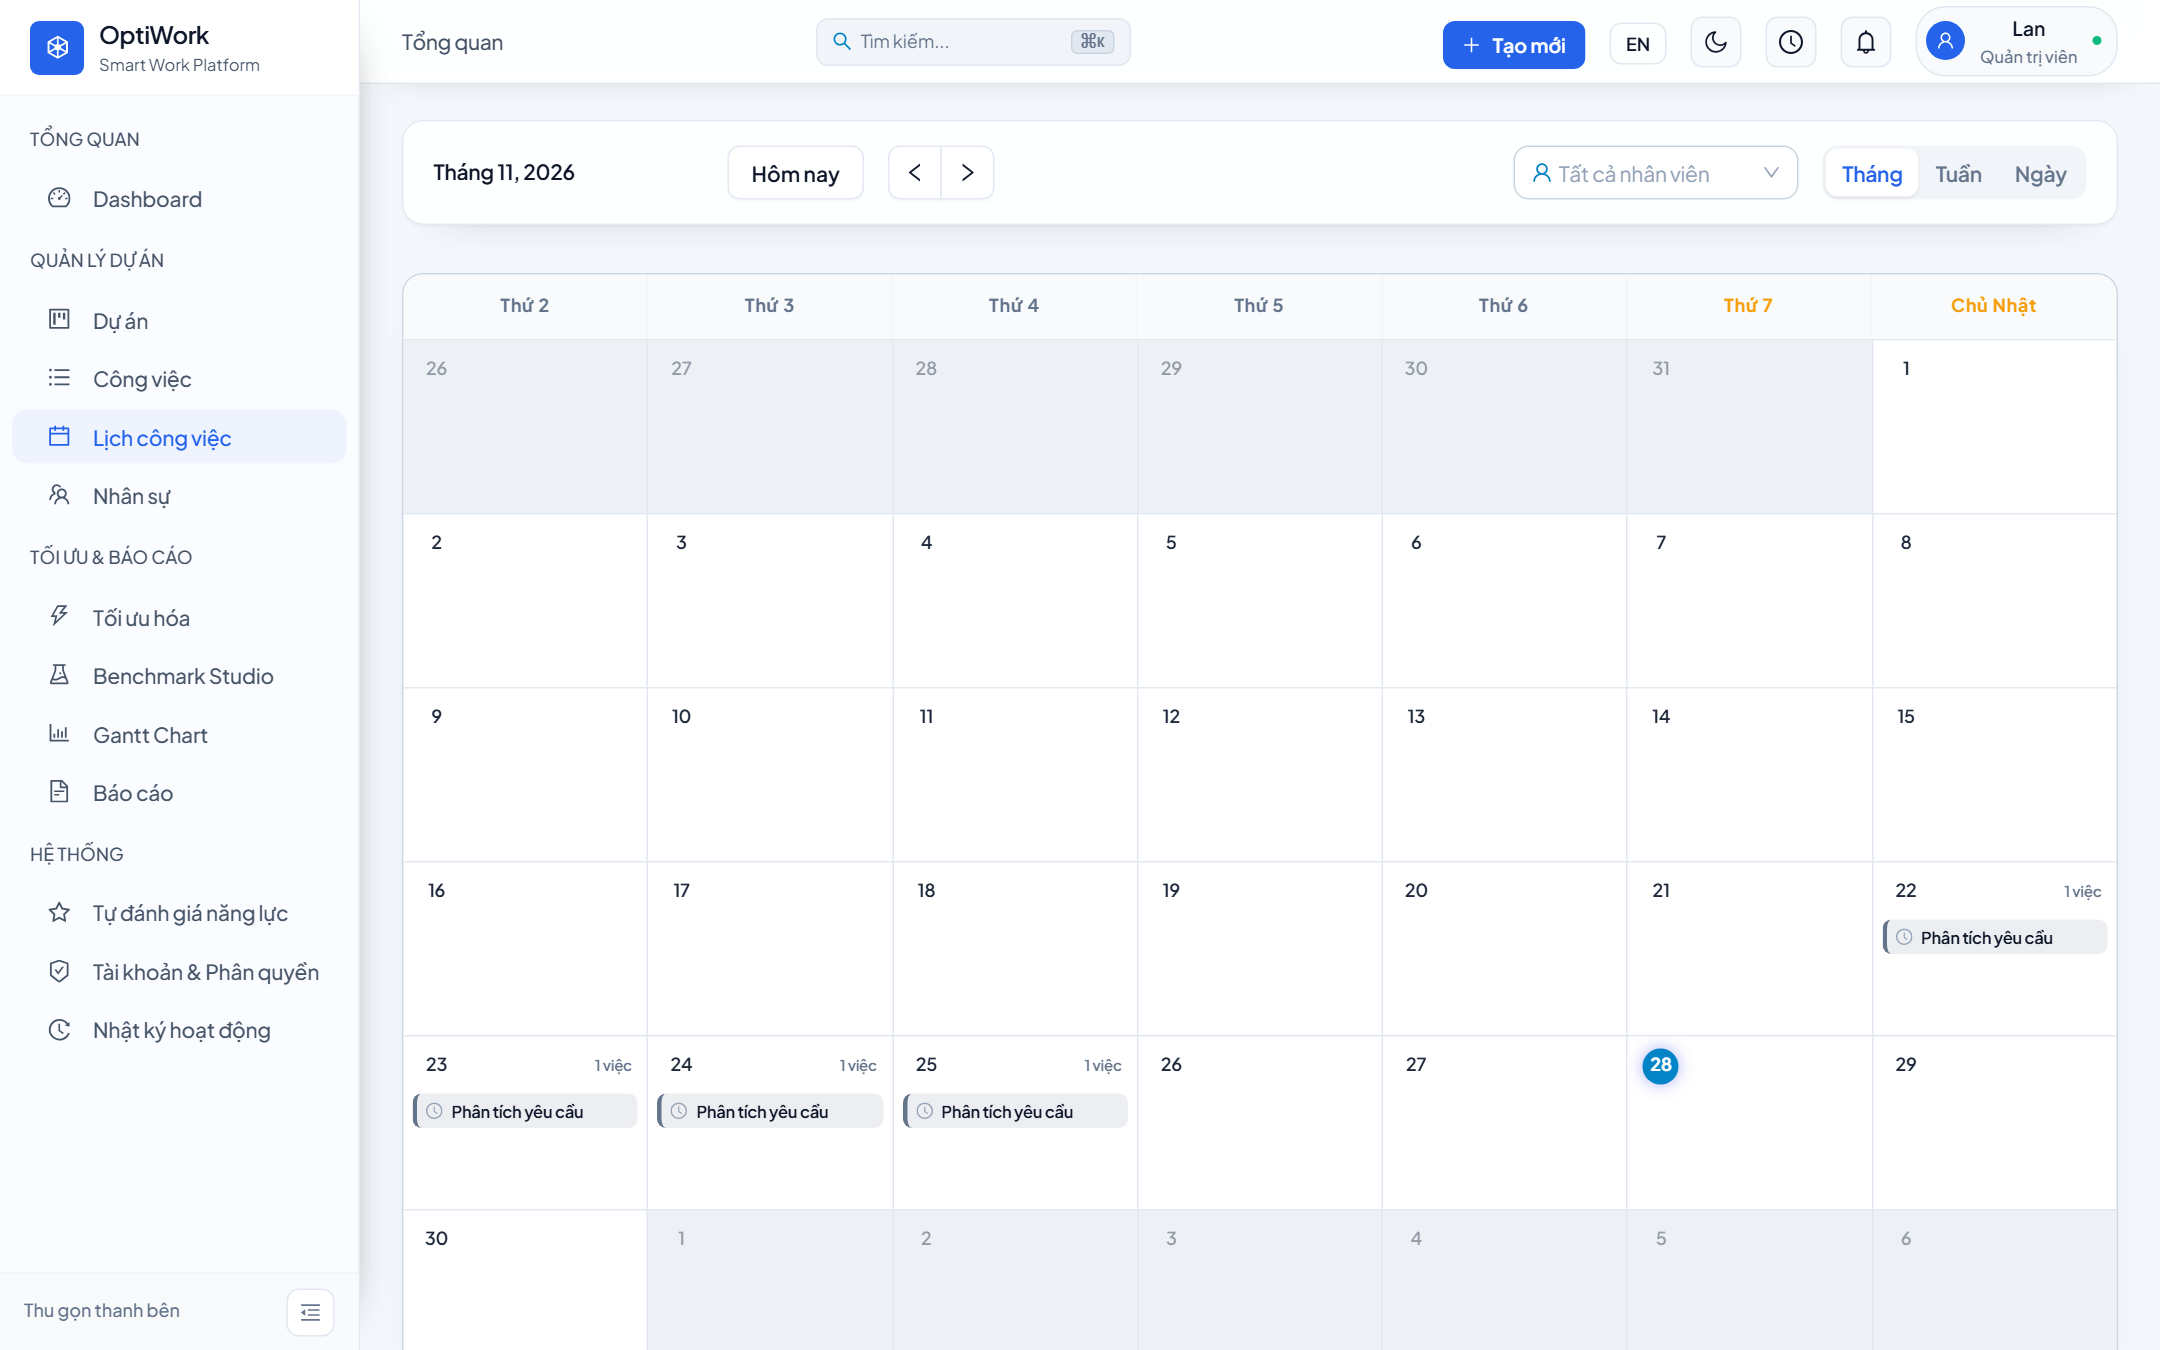 OptiWork
Smart Work Platform
TỔNG QUAN
Dashboard
QUẢN LÝ DỰ ÁN
Dự án
Công việc
Lịch công việc
Nhân sự
TỐI ƯU & BÁO CÁO
Tối ưu hóa
Benchmark Studio
Gantt Chart
Báo cáo
HỆ THỐNG
Tự đánh giá năng lực
Tài khoản & Phân quyền
Nhật ký hoạt động
Thu gọn thanh bên
Tổng quan
Tìm kiếm... ⌘K
Tạo mới
EN
Lan
Quản trị viên
Tháng 11, 2026
Hôm nay
Tất cả nhân viên
Tháng Tuần Ngày
Thứ 2 Thứ 3 Thứ 4 Thứ 5 Thứ 6 Thứ 7 Chủ Nhật
26 27 28 29 30 31 1
2 3 4 5 6 7 8
9 10 11 12 13 14 15
16 17 18 19 20 21 22 1 việc
Phân tích yêu cầu
23 1 việc 24 1 việc 25 1 việc 26 27 28 29
Phân tích yêu cầu Phân tích yêu cầu Phân tích yêu cầu
30 1 2 3 4 5 6